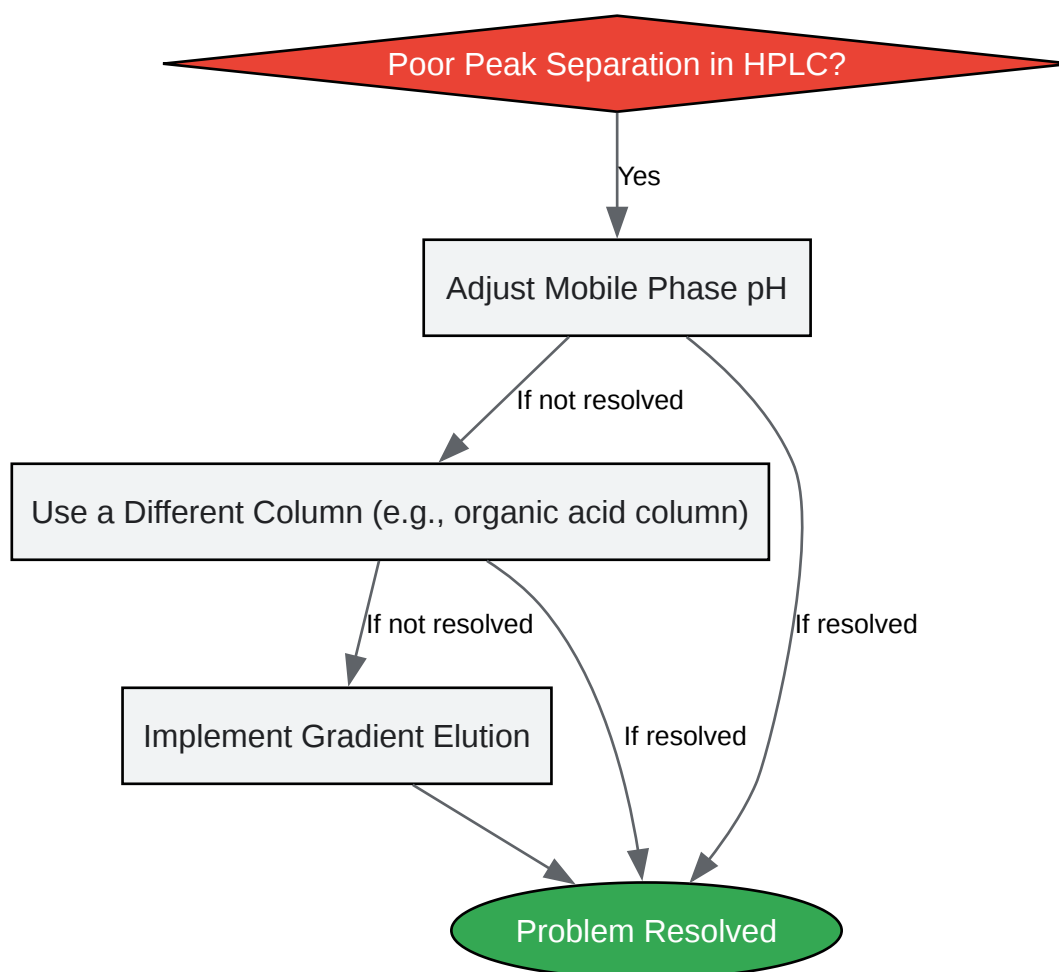 Poor Peak Separation in HPLC?
Yes
Adjust Mobile Phase pH
If not resolved
Use a Different Column (e.g., organic acid column)
If not resolved
If resolved
Implement Gradient Elution
If resolved
Problem Resolved